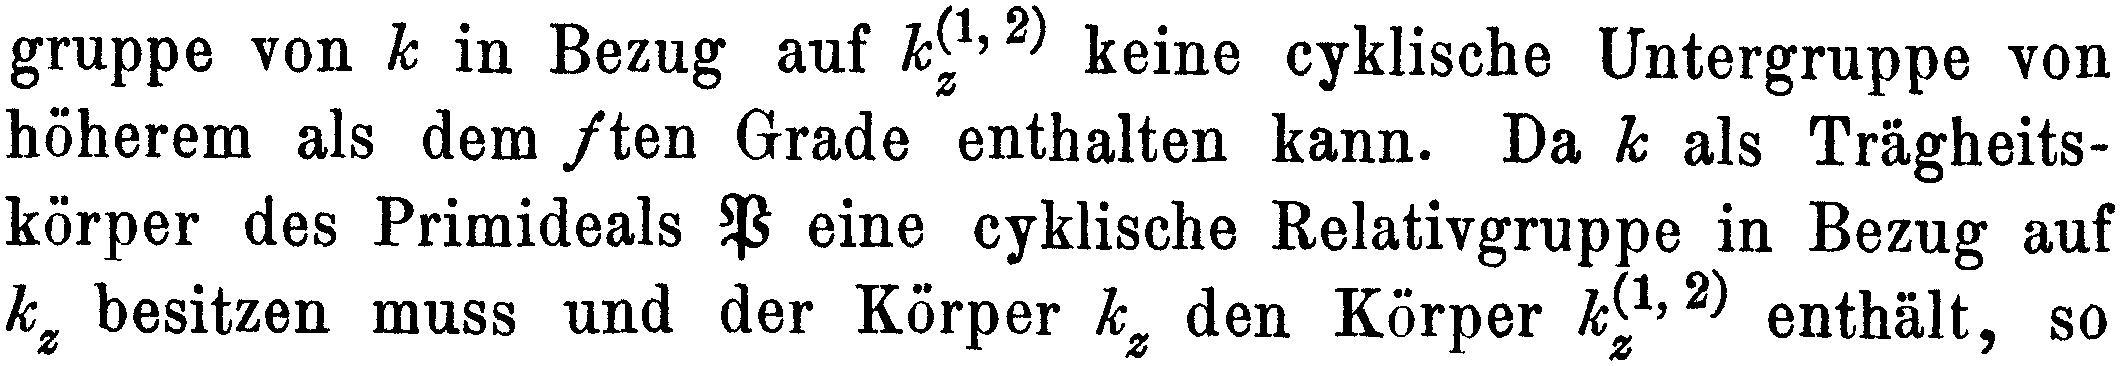 gruppe von $k$ in Bezug auf $k_z^{(1, 2)}$ keine cyklische Untergruppe von
höherem als dem $f$ten Grade enthalten kann. Da $k$ als Trägheits-
körper des Primideals $\mathfrak{P}$ eine cyklische Relativgruppe in Bezug auf
$k_z$ besitzen muss und der Körper $k_z$ den Körper $k_z^{(1, 2)}$ enthält, so